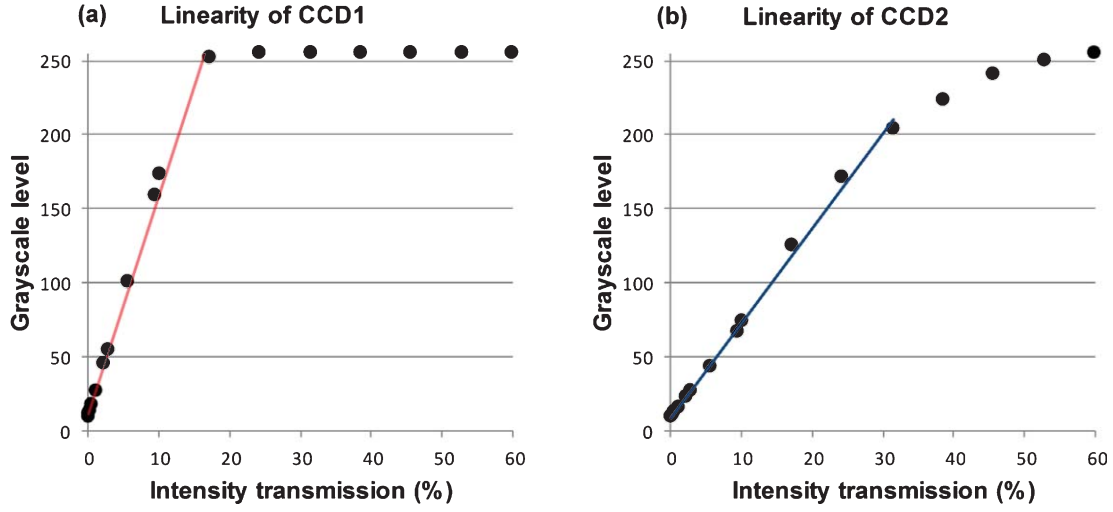 (a) Linearity of CCD1
250
200
150
100
50
0
Grayscale level
0 10 20 30 40 50 60
Intensity transmission (%)
(b) Linearity of CCD2
250
200
150
100
50
0
Grayscale level
0 10 20 30 40 50 60
Intensity transmission (%)